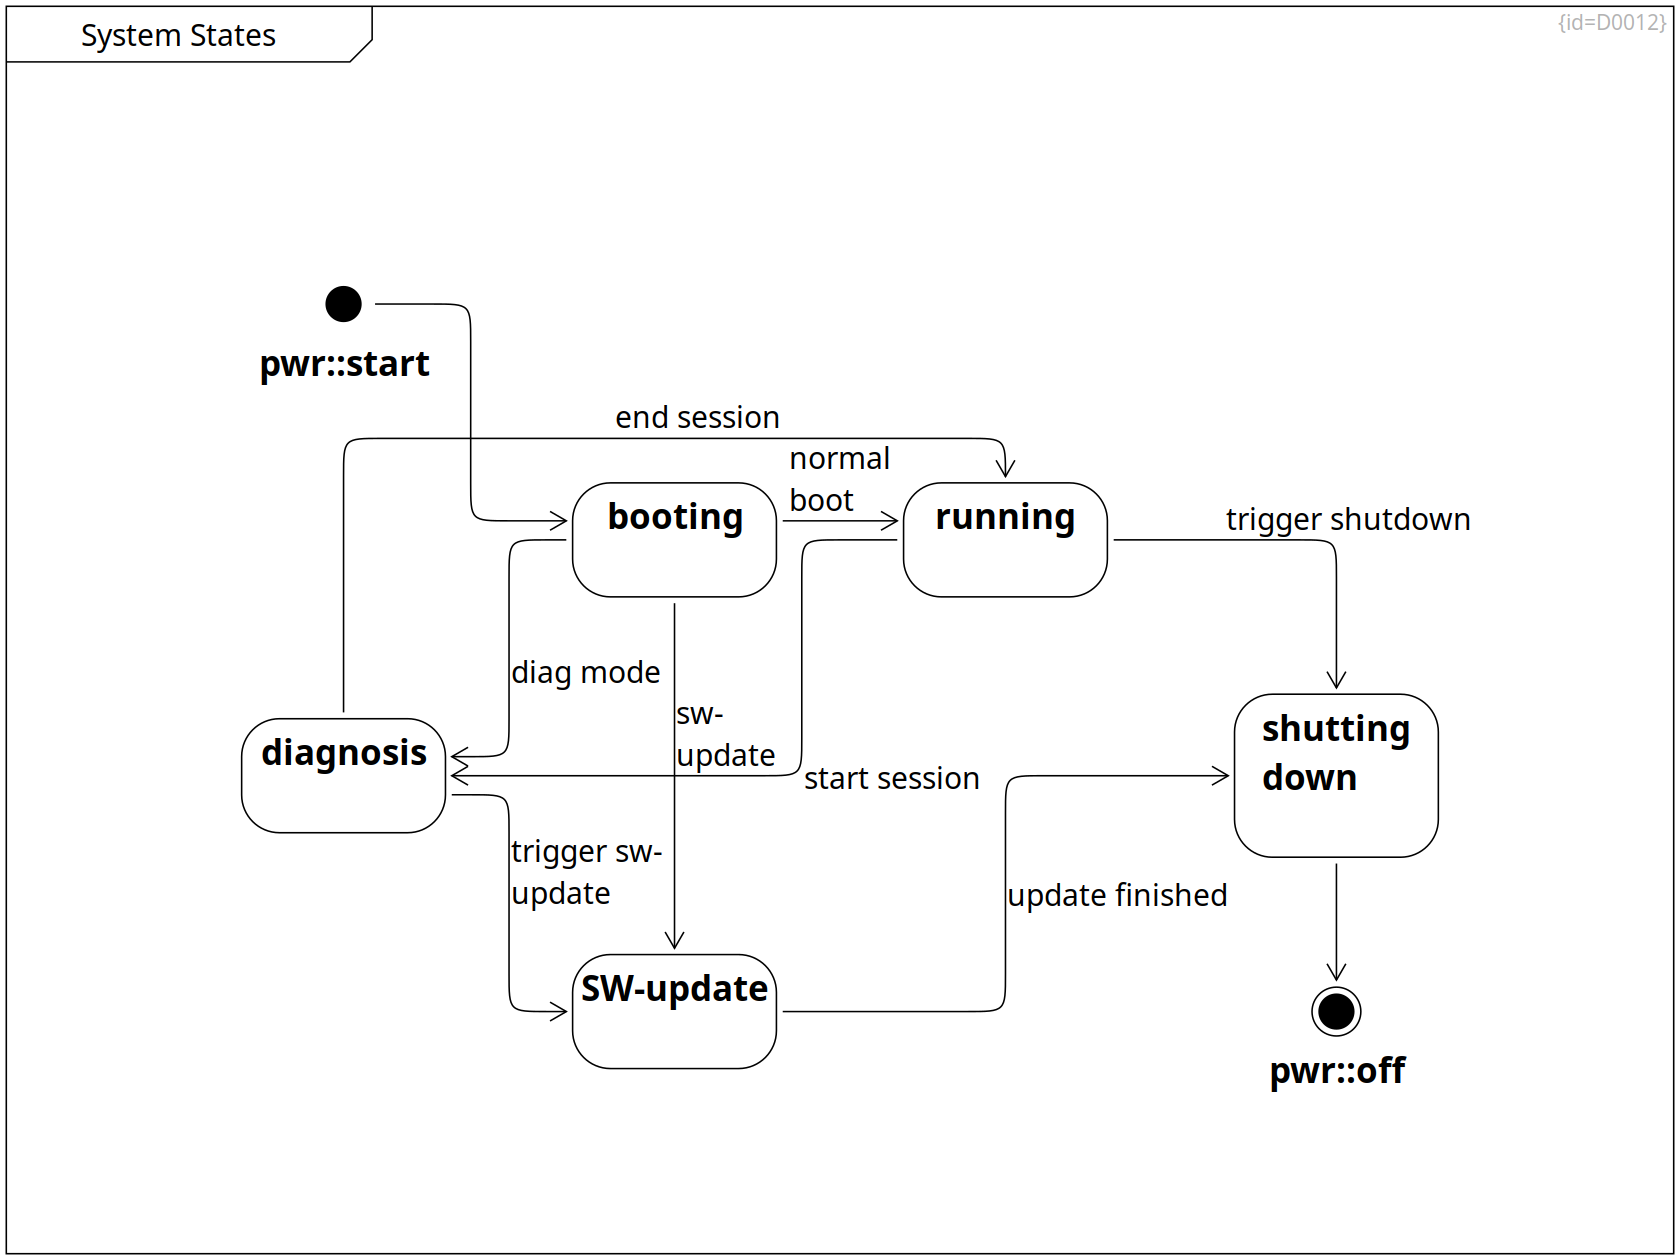 System States
{id=D0012}
pwr::start
end session
normal
boot
booting
running
trigger shutdown
diag mode
sw-
update
shutting
down
diagnosis
start session
trigger sw-
update
update finished
SW-update
pwr::off